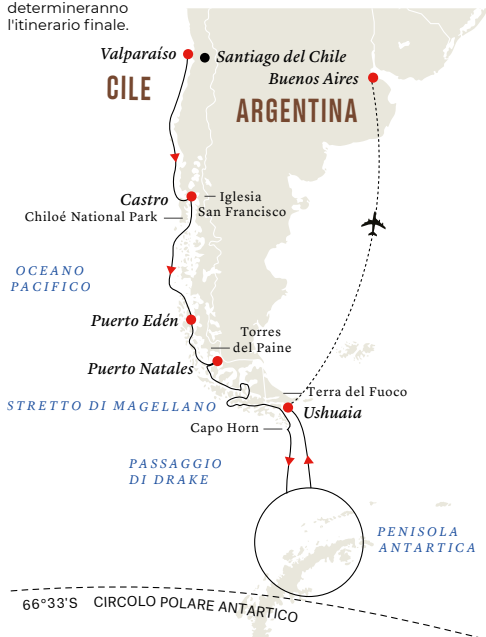 determineranno
l'itinerario finale.
Valparaíso
Santiago del Chile
Buenos Aires
CILE
ARGENTINA
Castro
Iglesia
San Francisco
Chiloé National Park
OCEANO
PACIFICO
Puerto Edén
Torres
del Paine
Puerto Natales
Terra del Fuoco
STRETTO DI MAGELLANO
Ushuaia
Capo Horn
PASSAGGIO
DI DRAKE
PENISOLA
ANTARTICA
66°33'S CIRCOLO POLARE ANTARTICO